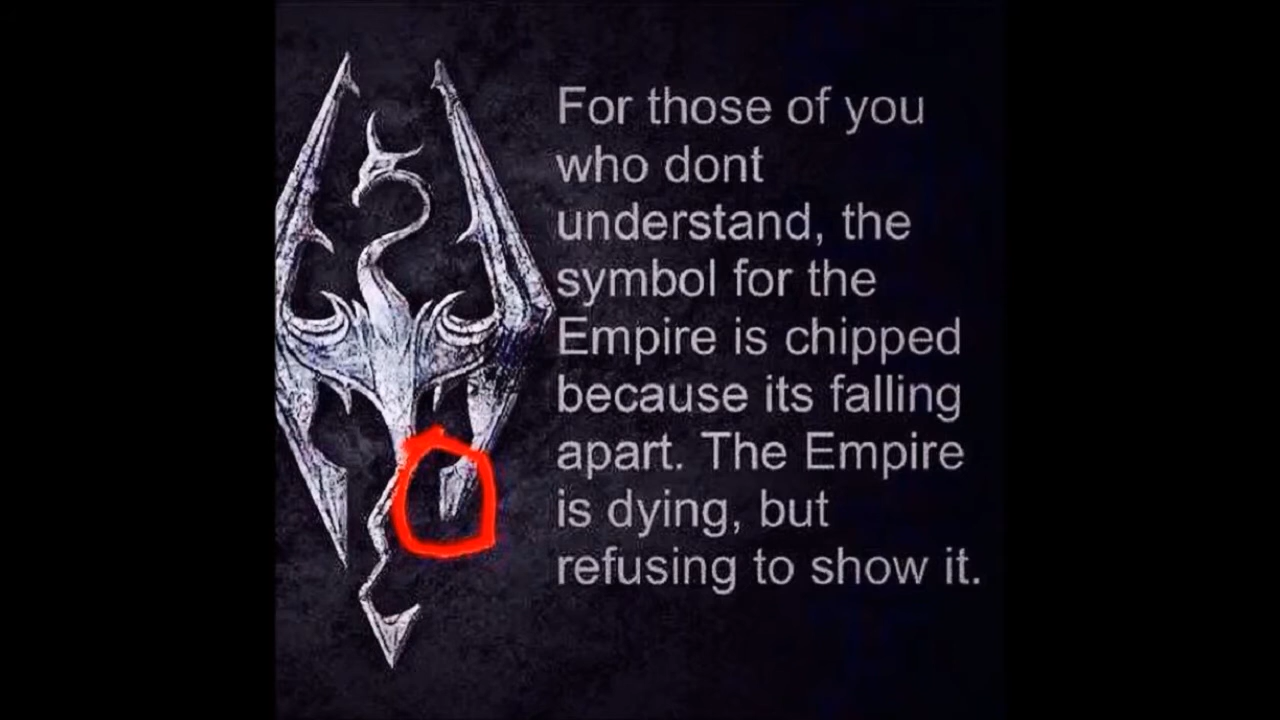 For those of you
who dont
understand, the
symbol for the
Empire is chipped
because its falling
apart. The Empire
is dying, but
refusing to show it.